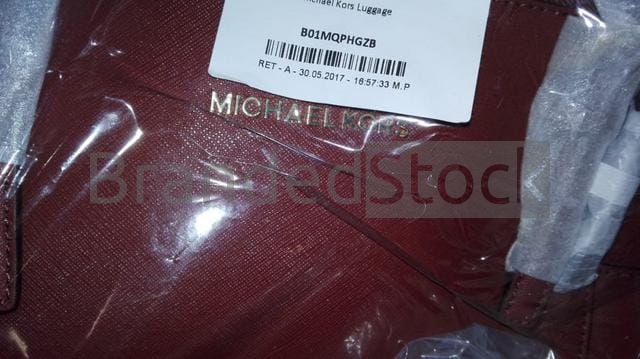 Michael Kors Luggage
B01MQPHGZB
RET - A - 30.05.2017 - 16:57:33 M.P
MICHAEL KORS
BrandedStock